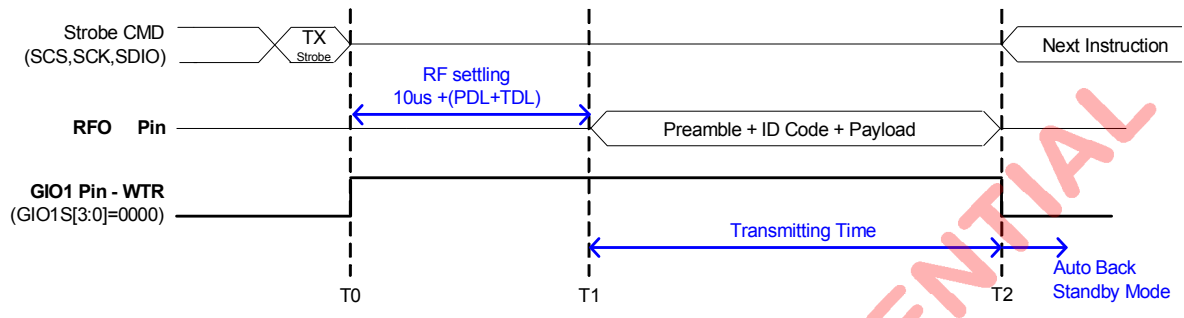 Strobe CMD
(SCS,SCK,SDIO)
TX
Strobe
Next Instruction
RF settling
10us +(PDL+TDL)
RFO Pin
Preamble + ID Code + Payload
GIO1 Pin - WTR
(GIO1S[3:0]=0000)
Transmitting Time
Auto Back
Standby Mode
T0
T1
T2
ENTIAL